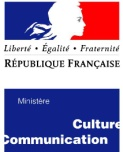 Liberté • Égalité • Fraternité
RÉPUBLIQUE FRANÇAISE
Ministère
Culture
Communication